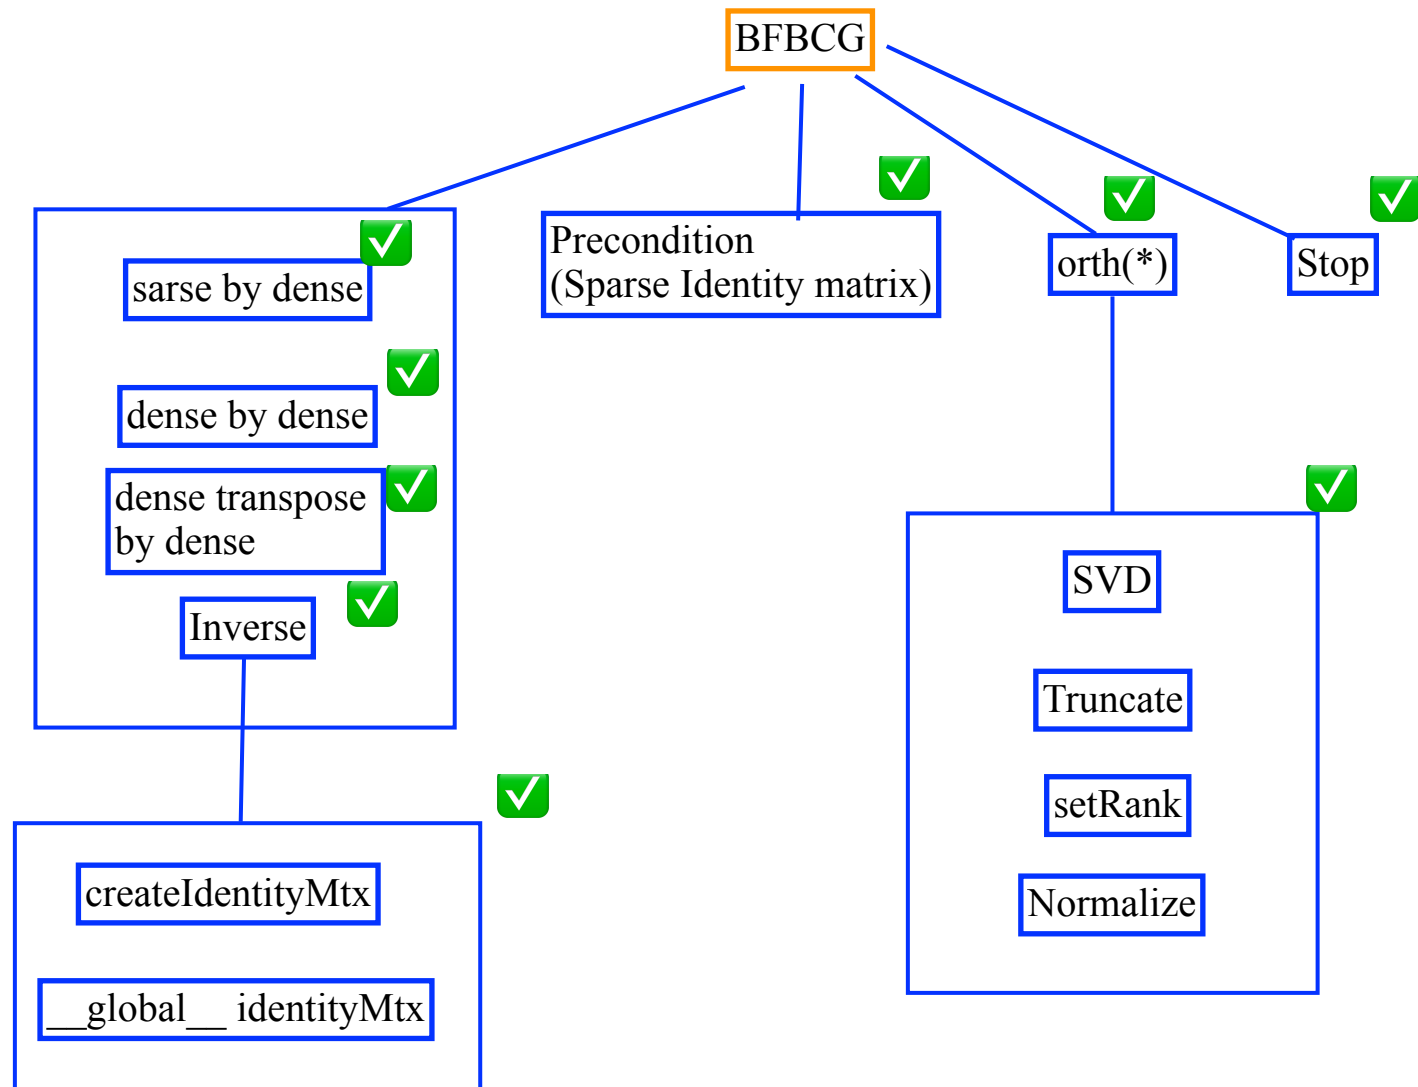 BFBCG
sarse by dense
dense by dense
dense transpose
by dense
Inverse
createIdentityMtx
__global__ identityMtx
Precondition
(Sparse Identity matrix)
orth(*)
SVD
Truncate
setRank
Normalize
Stop